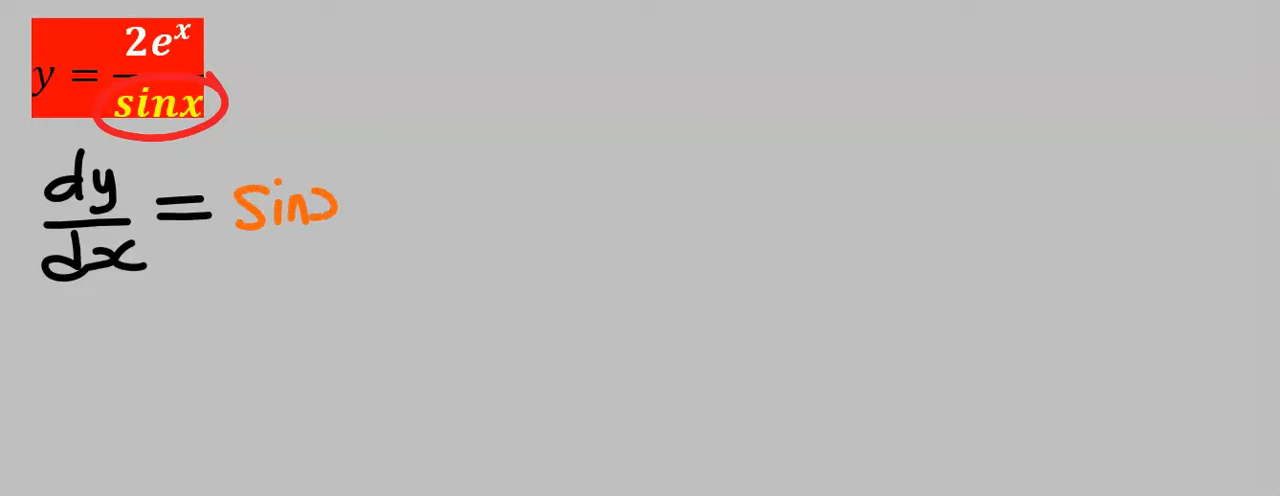 y = 2e^x / sinx
dy/dx = sin